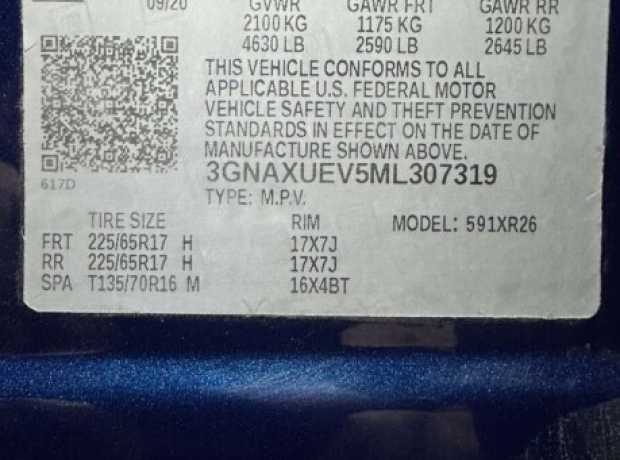 09/20 GVWR GAWR FRT GAWR RR
2100 KG 1175 KG 1200 KG
4630 LB 2590 LB 2645 LB
THIS VEHICLE CONFORMS TO ALL
APPLICABLE U.S. FEDERAL MOTOR
VEHICLE SAFETY AND THEFT PREVENTION
STANDARDS IN EFFECT ON THE DATE OF
MANUFACTURE SHOWN ABOVE.
3GNAXUEV5ML307319
617D
TYPE: M.P.V.
TIRE SIZE RIM MODEL: 591XR26
FRT 225/65R17 H 17X7J
RR 225/65R17 H 17X7J
SPA T135/70R16 M 16X4BT